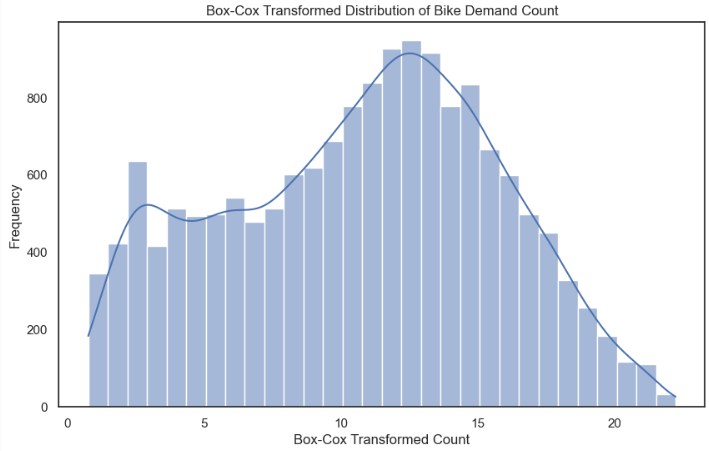 Box-Cox Transformed Distribution of Bike Demand Count
Frequency
800
600
400
200
0
0 5 10 15 20
Box-Cox Transformed Count